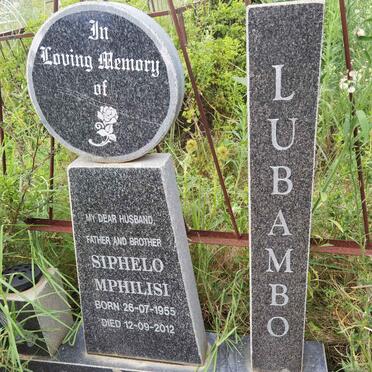 In
Loving Memory
of
MY DEAR HUSBAND
FATHER AND BROTHER
SIPHELO
MPHILISI
BORN 26-07-1955
DIED 12-09-2012
LUBAMBO